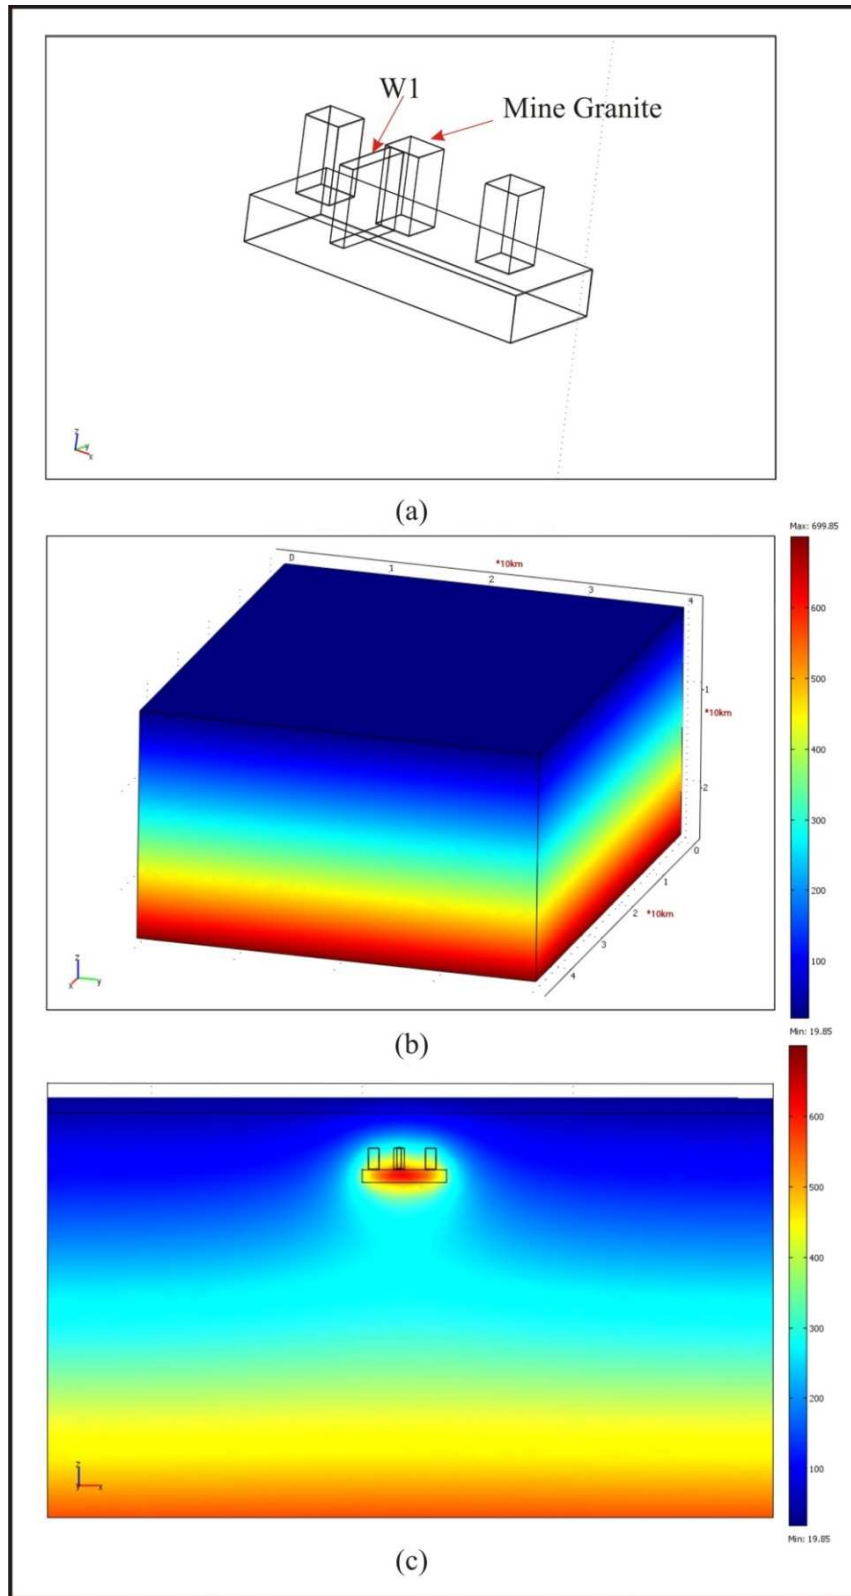 W1
Mine Granite
z
y
x
(a)
Max: 699.85
0
1
*10km
2
3
4
-1
*10km
-2
0
1
2
*10km
3
4
600
500
400
300
200
100
z
x
y
Min: 19.85
(b)
600
500
400
300
200
100
z
y
x
Min: 19.85
(c)